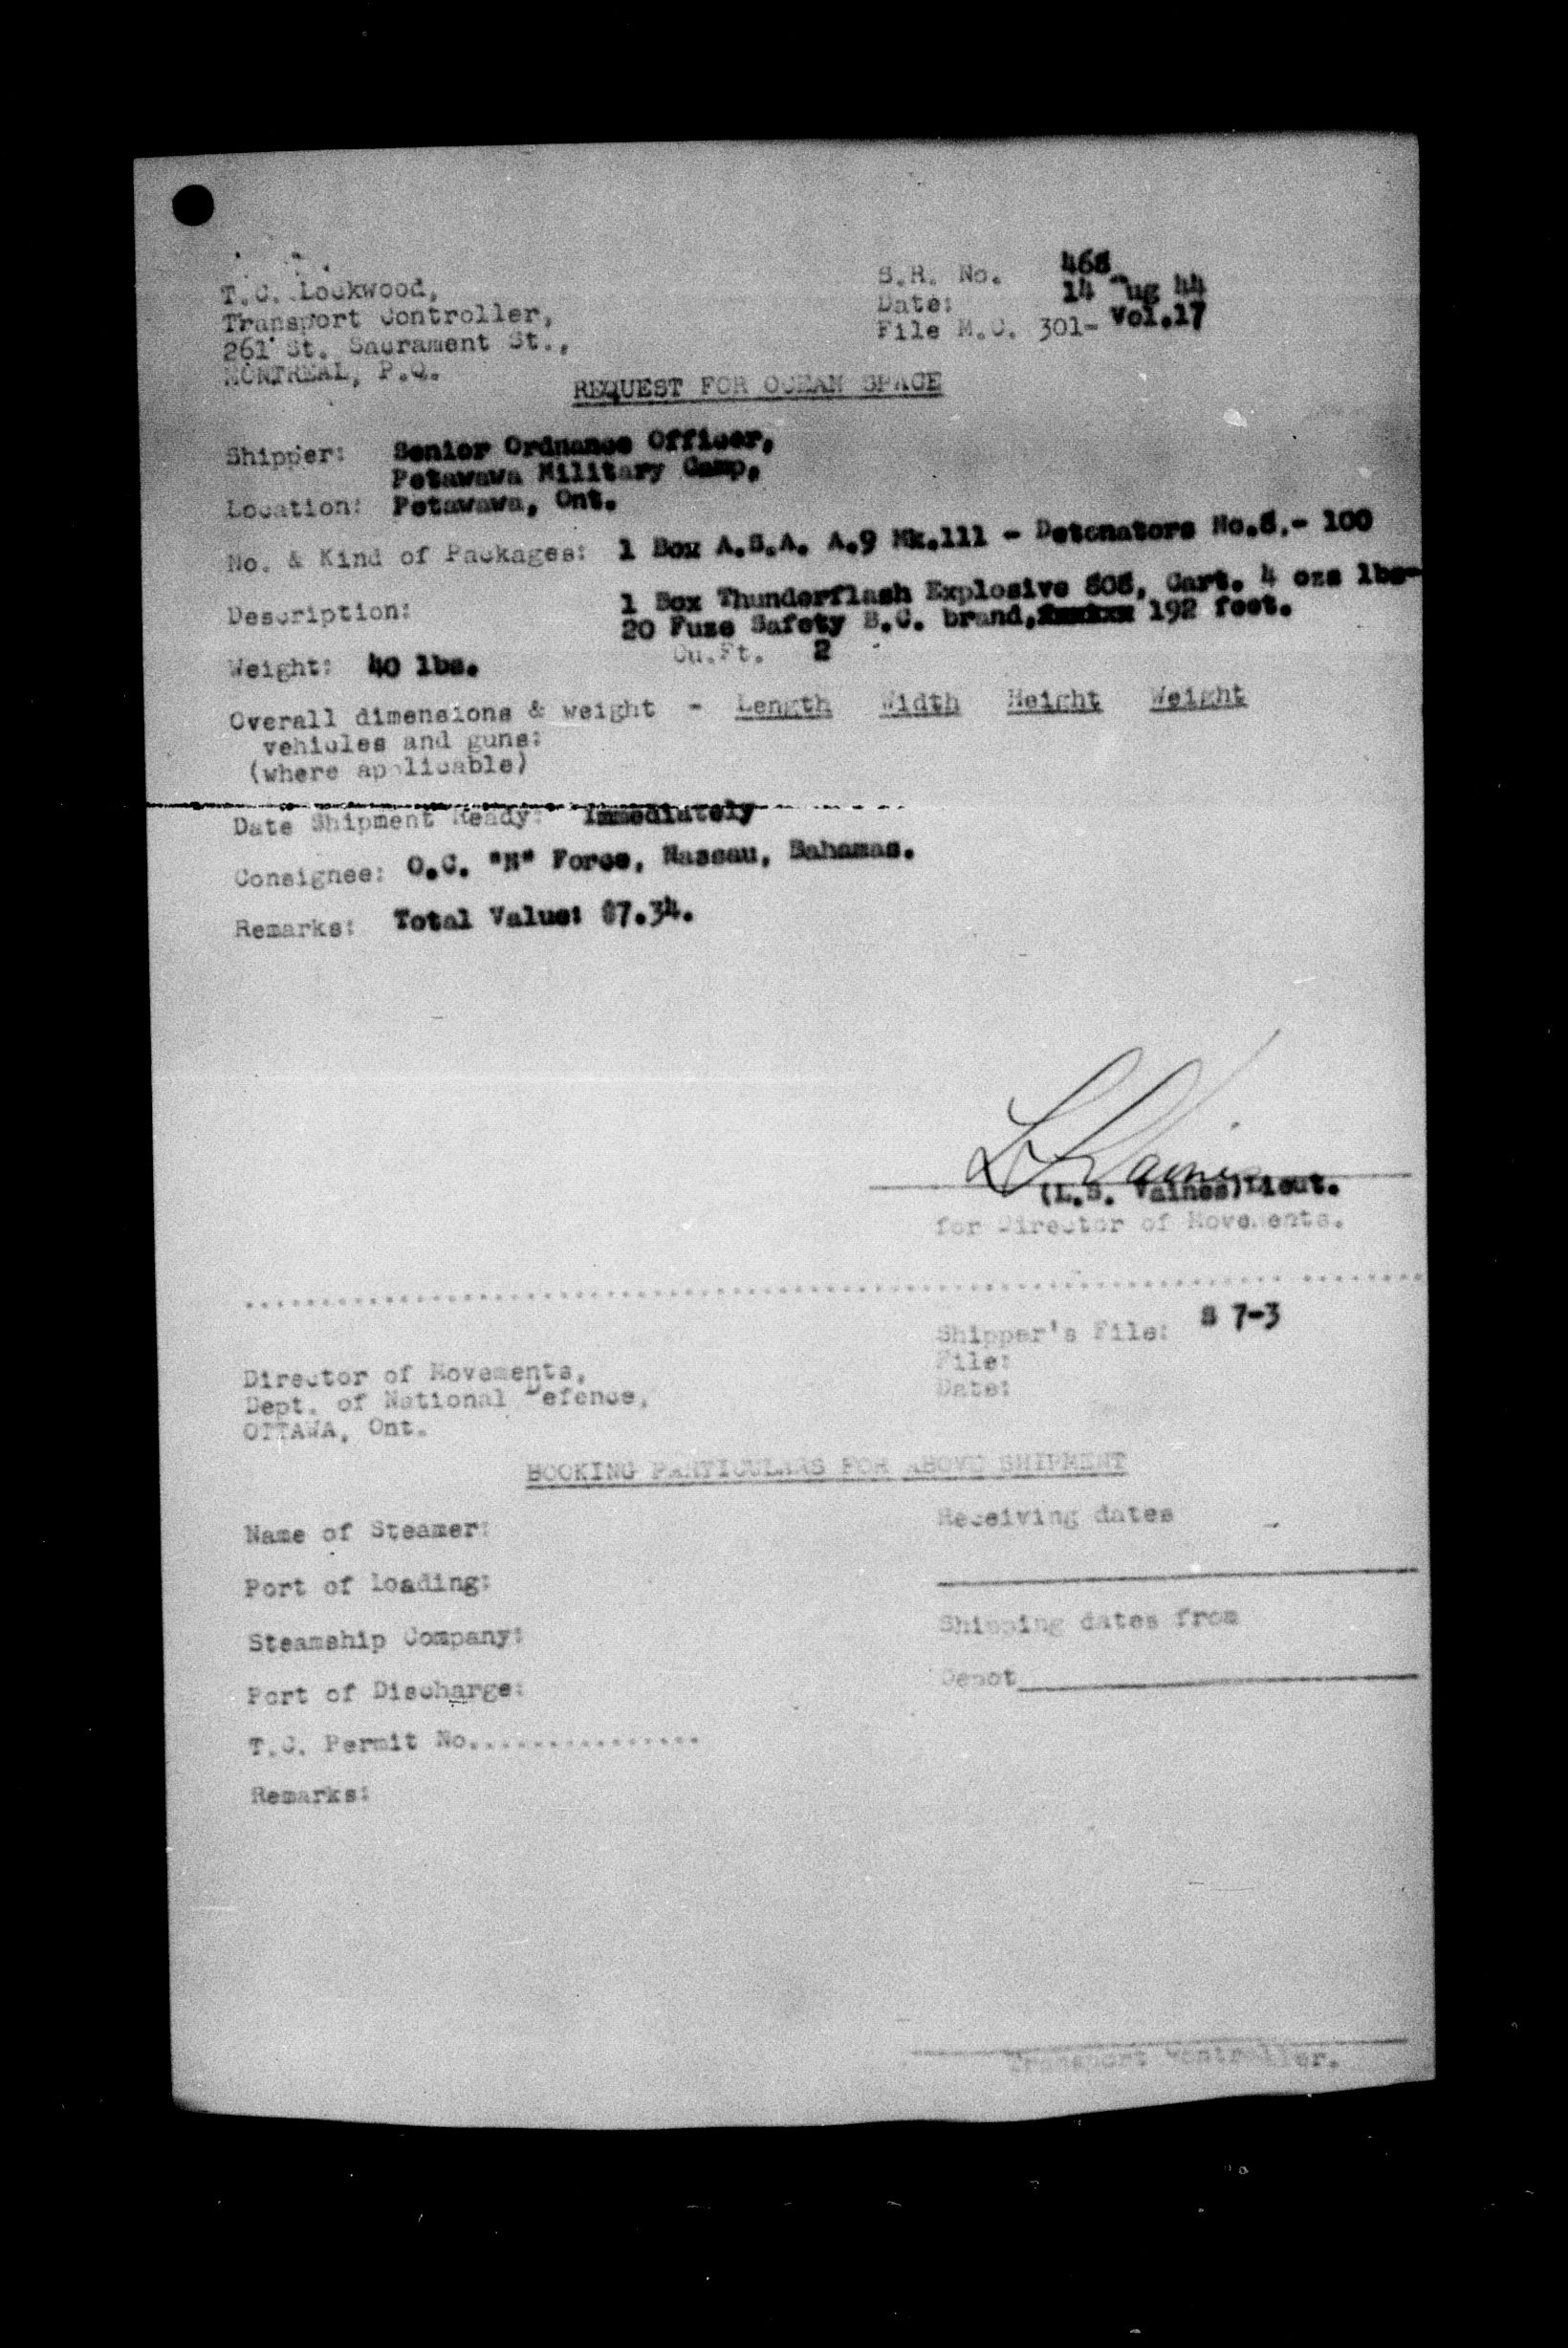 T.C. Lockwood,
Transport Controller,
261 St. Sacrament St.,
MONTREAL, P.Q.
S.R. No. 468
Date: 14 Aug 44
File M.C. 301- Vol.17
REQUEST FOR OCEAN SPACE
Shipper: Senior Ordnance Officer,
Petawawa Military Camp,
Location: Petawawa, Ont.
No. & Kind of Packages: 1 Box A.S.A. A.9 Mk.111 - Detonators No.8.- 100
Description: 1 Box Thunderflash Explosive 808, Cart. 4 ozs lbs-
20 Fuze Safety B.C. brand, 192 feet.
Weight: 40 lbs. Cu.Ft. 2
Overall dimensions & weight - Length Width Height Weight
vehicles and guns:
(where applicable)
Date Shipment Ready: Immediately
Consignee: O.C. "N" Force, Nassau, Bahamas.
Remarks: Total Value: $7.34.
(L.S. Vaines)Lieut.
for Director of Movements.
Shipper's File: S 7-3
File:
Date:
Director of Movements,
Dept. of National Defence,
OTTAWA, Ont.
BOOKING PARTICULARS FOR ABOVE SHIPMENT
Name of Steamer:
Receiving dates
Port of loading:
Steamship Company:
Shipping dates from
Port of Discharge:
Depot
T.C. Permit No................
Remarks:
Transport Controller.